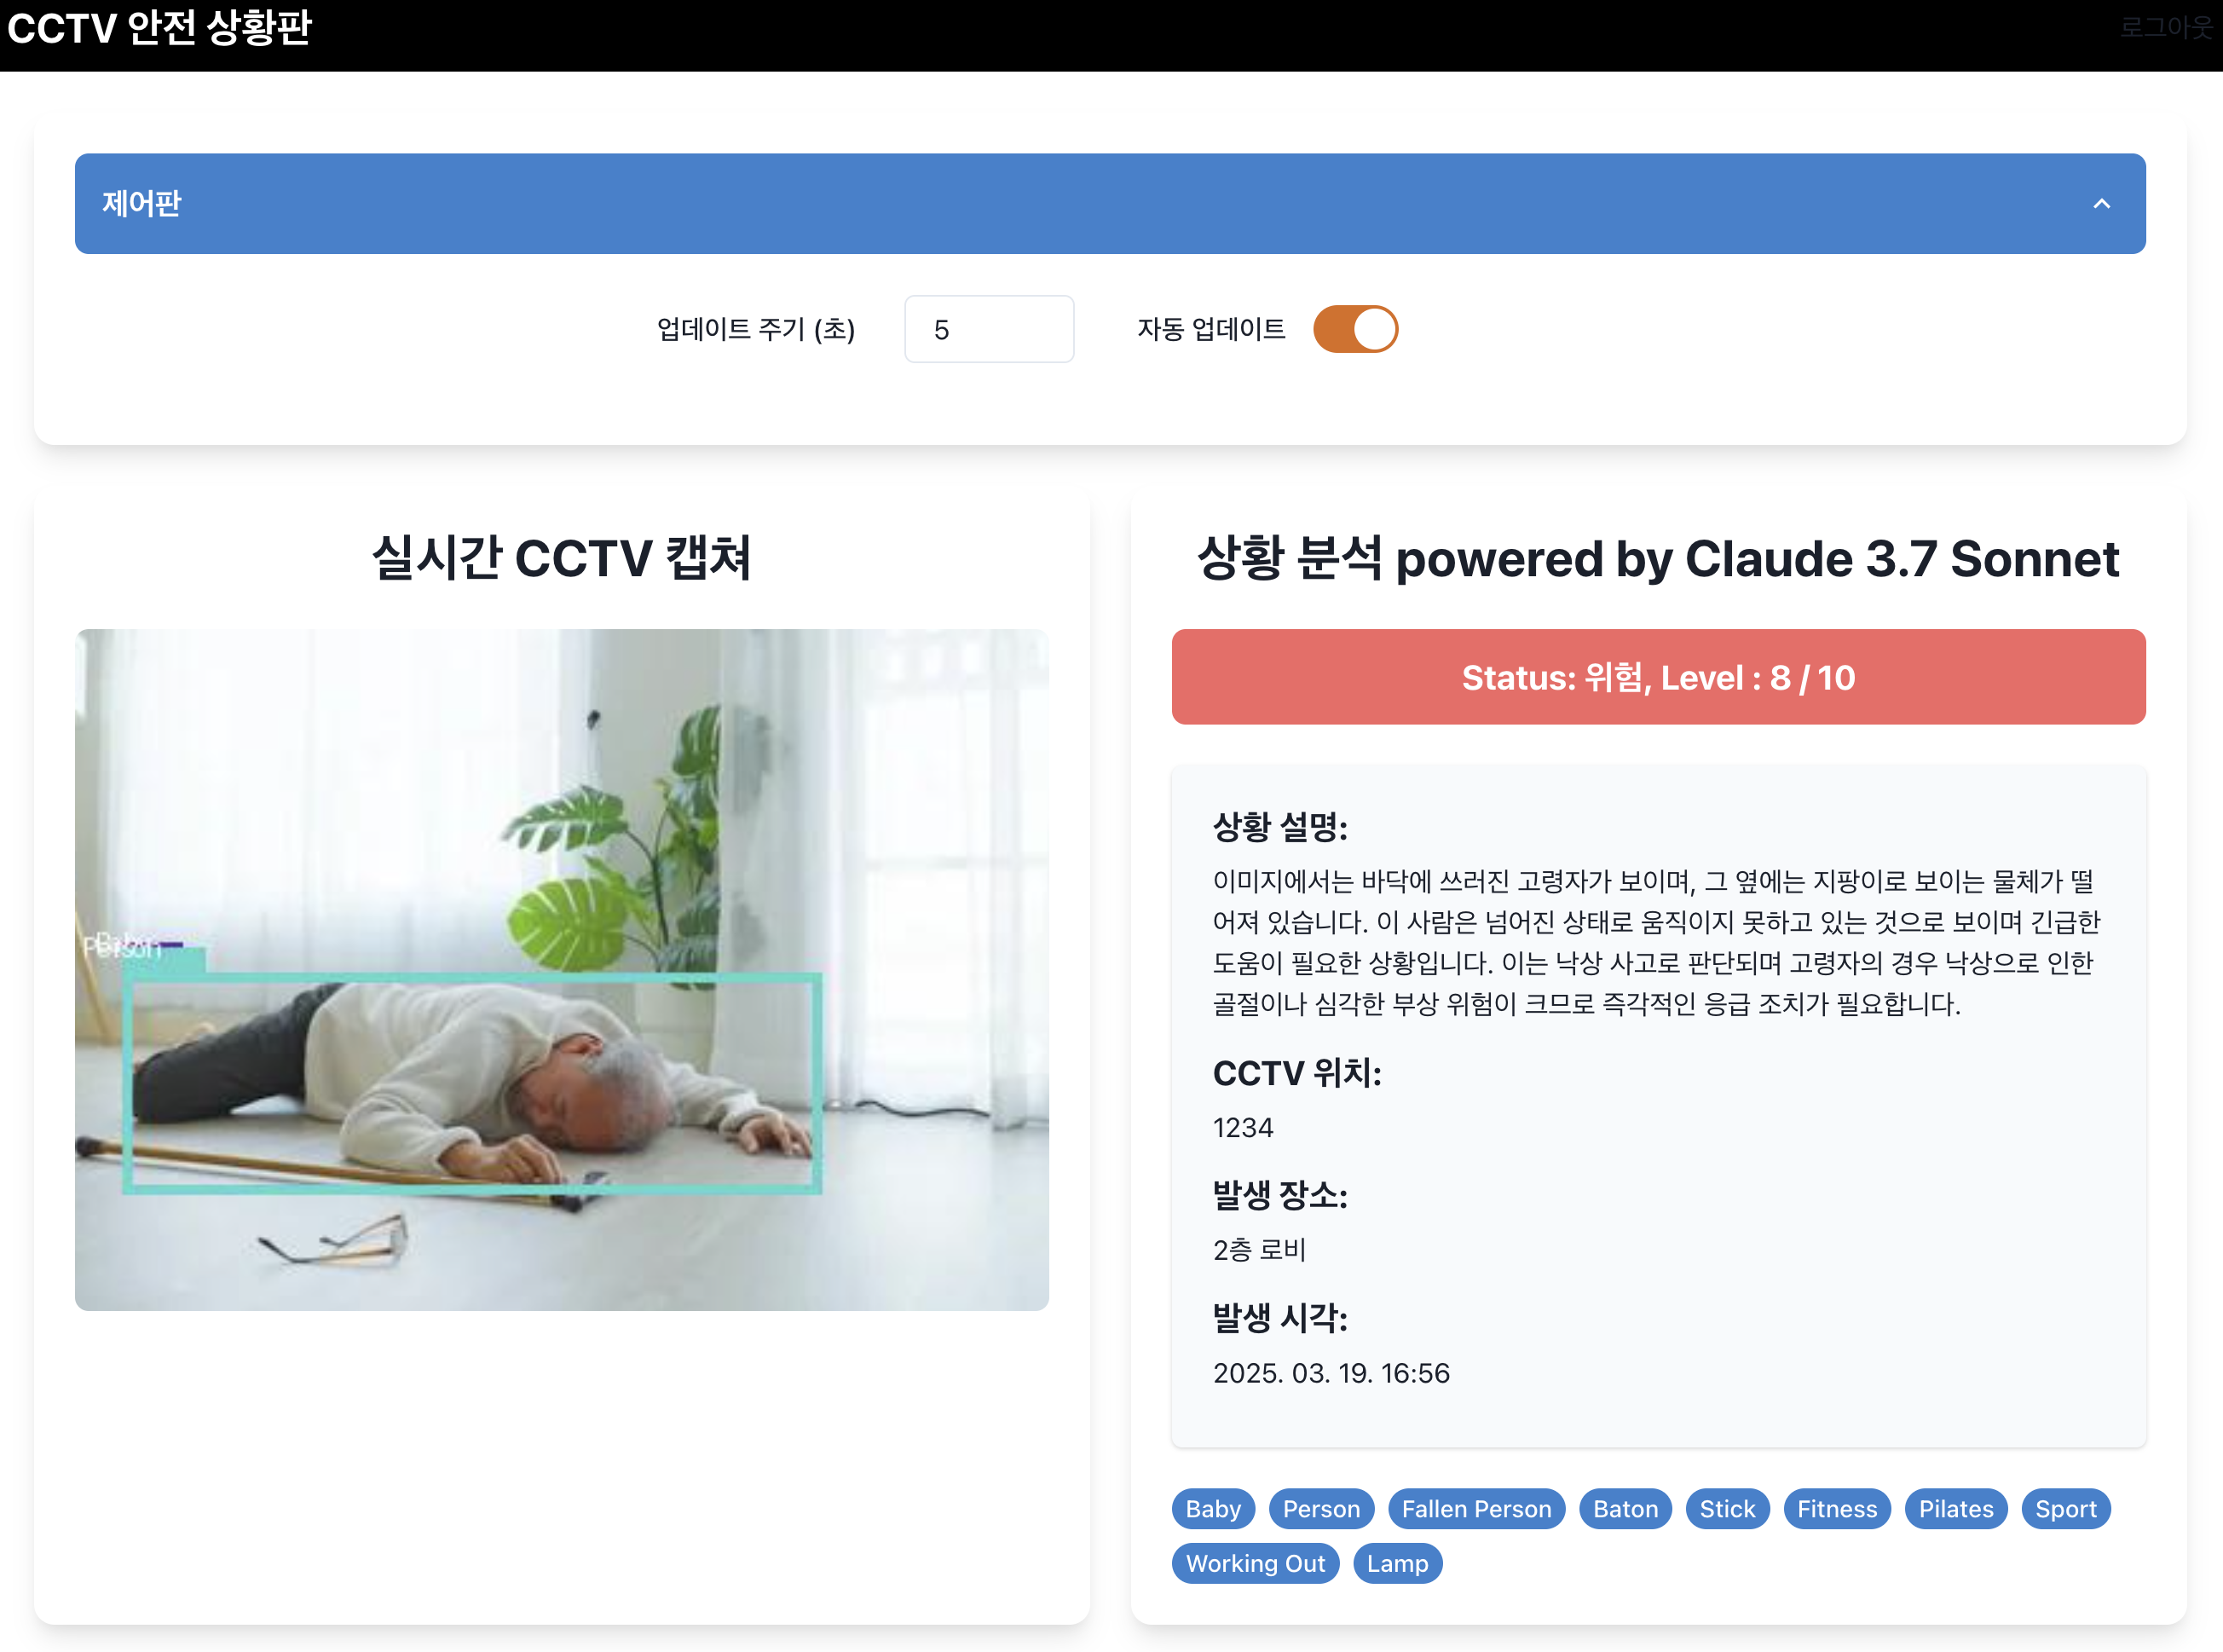 CCTV 안전 상황판
로그아웃
제어판
업데이트 주기 (초)
5
자동 업데이트
실시간 CCTV 캡쳐
Person
Baby
상황 분석 powered by Claude 3.7 Sonnet
Status: 위험, Level : 8 / 10
상황 설명:
이미지에서는 바닥에 쓰러진 고령자가 보이며, 그 옆에는 지팡이로 보이는 물체가 떨
어져 있습니다. 이 사람은 넘어진 상태로 움직이지 못하고 있는 것으로 보이며 긴급한
도움이 필요한 상황입니다. 이는 낙상 사고로 판단되며 고령자의 경우 낙상으로 인한
골절이나 심각한 부상 위험이 크므로 즉각적인 응급 조치가 필요합니다.
CCTV 위치:
1234
발생 장소:
2층 로비
발생 시각:
2025. 03. 19. 16:56
Baby Person Fallen Person Baton Stick Fitness Pilates Sport
Working Out Lamp